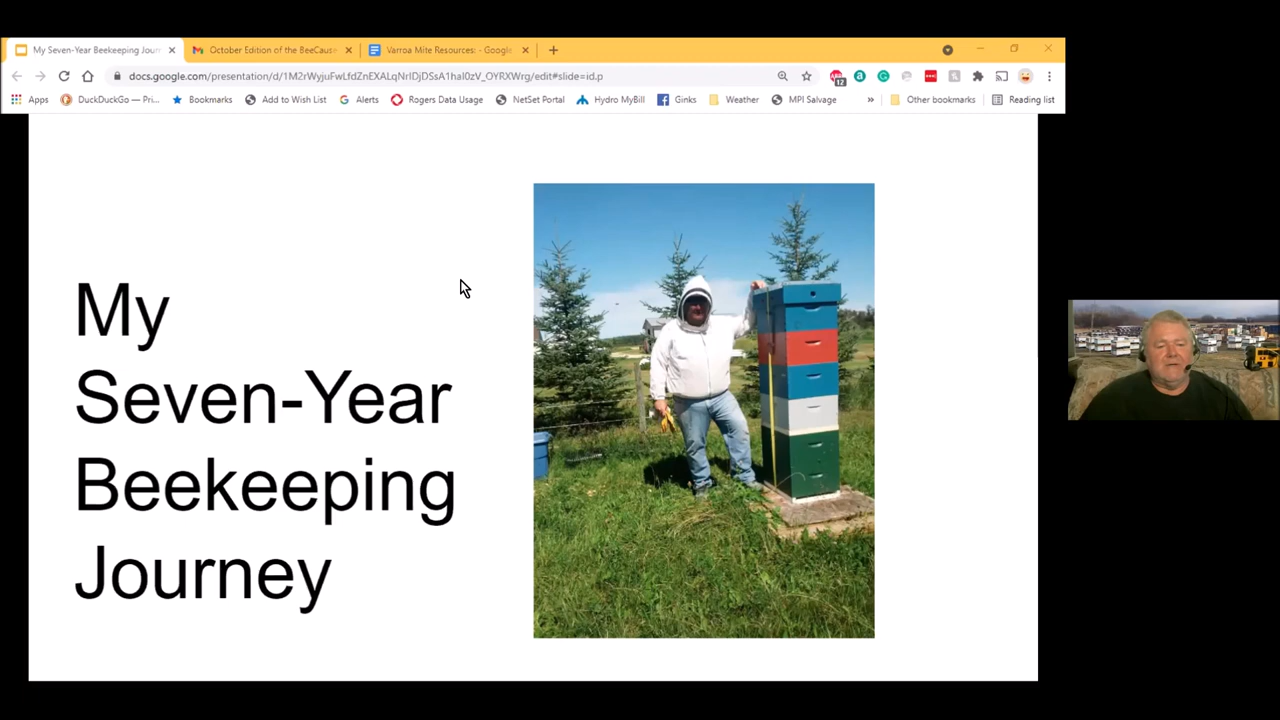 My Seven-Year Beekeeping Journ
October Edition of the BeeCause
Varroa Mite Resources: - Google
docs.google.com/presentation/d/1M2rWyjuFwLfdZnEXALqNrIDjDSsA1hal0zV_OYRXWrg/edit#slide=id.p
12
Apps
DuckDuckGo — Pri...
Bookmarks
Add to Wish List
Alerts
Rogers Data Usage
NetSet Portal
Hydro MyBill
Ginks
Weather
MPI Salvage
»
Other bookmarks
Reading list
My
Seven-Year
Beekeeping
Journey